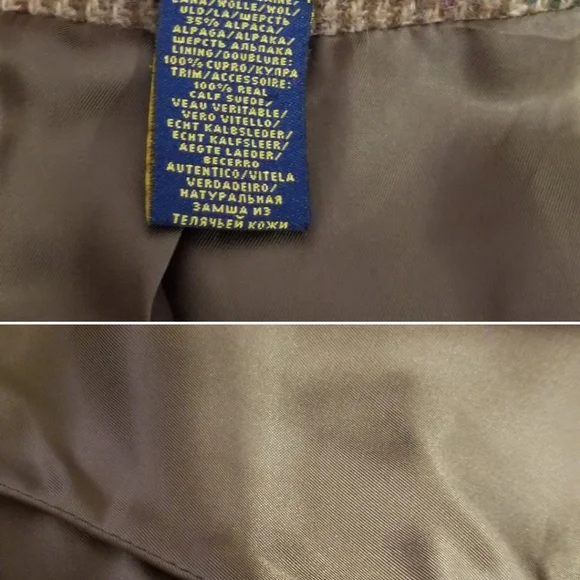 LANA/WOLLE/WOL/
ULD/LA/ШЕРСТЬ
35% ALPACA/
ALPAGA/ALPAKA/
ШЕРСТЬ АЛЬПАКА
LINING/DOUBLURE:
100% CUPRO/КУПРА
TRIM/ACCESSOIRE:
100% REAL
CALF SUEDE/
VEAU VERITABLE/
VERO VITELLO/
ECHT KALBSLEDER/
ECHT KALFSLEER/
AEGTE LAEDER/
BECERRO
AUTENTICO/VITELA
VERDADEIRO/
НАТУРАЛЬНАЯ
ЗАМША ИЗ
ТЕЛЯЧЬЕЙ КОЖИ